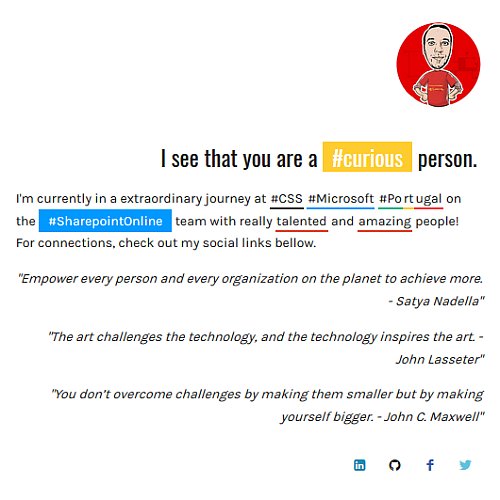 I see that you are a #curious person.
I'm currently in a extraordinary journey at #CSS #Microsoft #Portugal on
the #SharepointOnline team with really talented and amazing people!
For connections, check out my social links bellow.
"Empower every person and every organization on the planet to achieve more.
- Satya Nadella"
"The art challenges the technology, and the technology inspires the art. -
John Lasseter"
"You don’t overcome challenges by making them smaller but by making
yourself bigger. - John C. Maxwell"